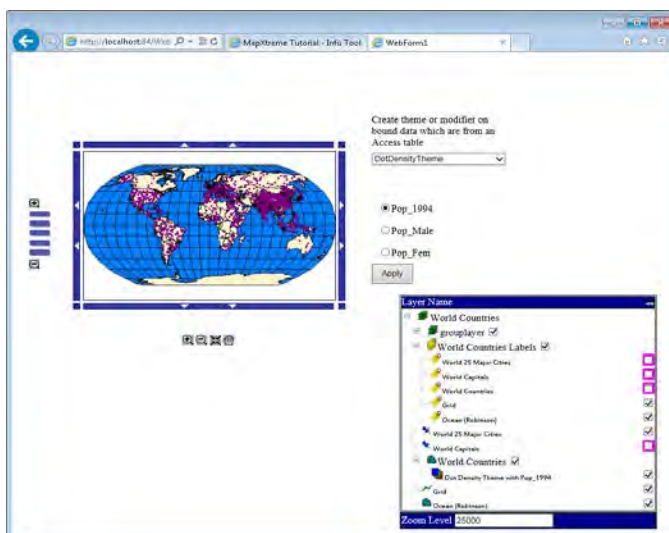 http://localhost:84/Web
MapXtreme Tutorial - Info Tool
WebForm1
Create theme or modifier on
bound data which are from an
Access table
DotDensityTheme
Pop_1994
Pop_Male
Pop_Fem
Apply
Layer Name
World Countries
grouplayer
World Countries Labels
World 25 Major Cities
World Capitals
World Countries
Grid
Ocean (Robinson)
World 25 Major Cities
World Capitals
World Countries
Dot Density Theme with Pop_1994
Grid
Ocean (Robinson)
Zoom Level 25000